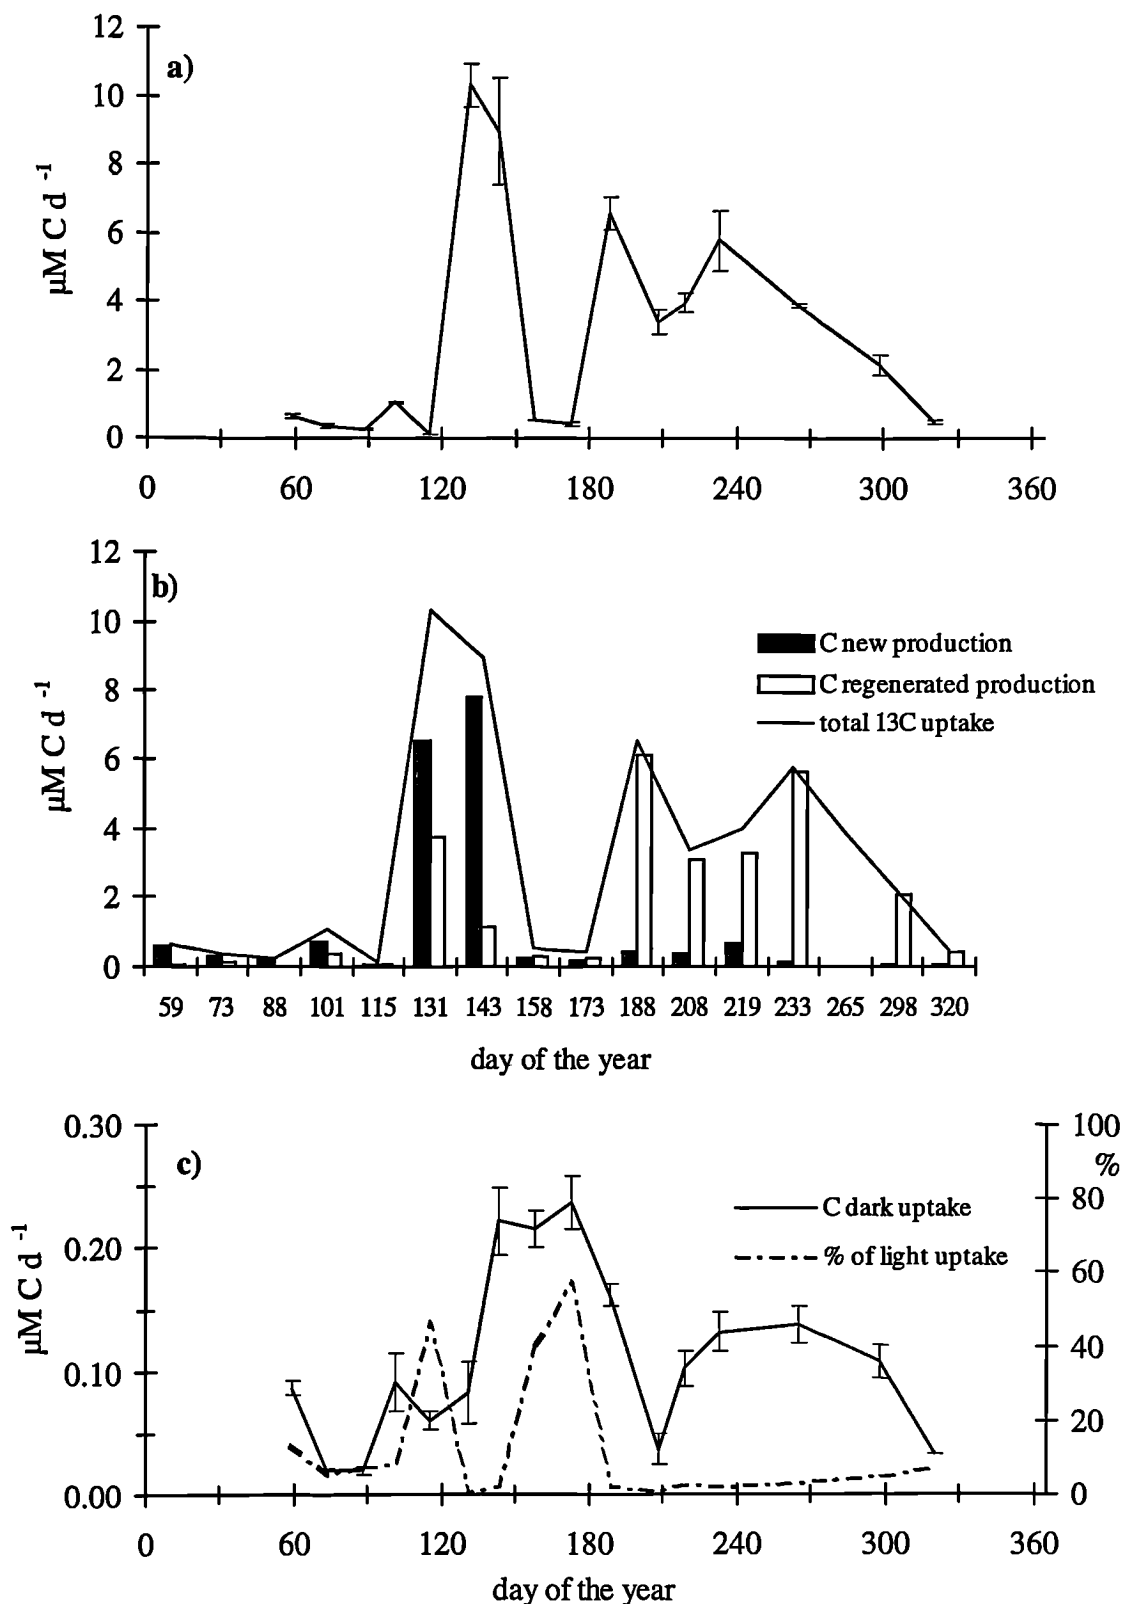 12
a)
10
8
µM C d -1
6
4
2
0
0 60 120 180 240 300 360
12
b)
10
C new production
8
C regenerated production
µM C d -1
total 13C uptake
6
4
2
0
59 73 88 101 115 131 143 158 173 188 208 219 233 265 298 320
day of the year
0.30 100
c) %
80
C dark uptake
0.20
% of light uptake
60
µM C d -1
40
0.10
20
0.00 0
0 60 120 180 240 300 360
day of the year